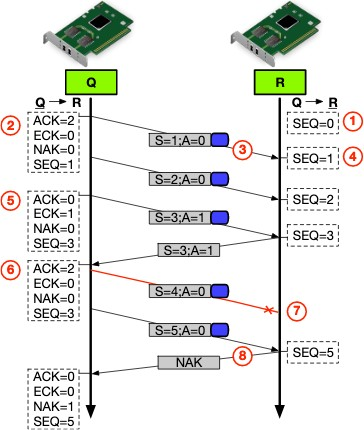 Q
R
Q → R
Q → R
②
ACK=2
ECK=0
NAK=0
SEQ=1
SEQ=0
①
S=1;A=0
③
SEQ=1
④
S=2;A=0
SEQ=2
⑤
ACK=0
ECK=1
NAK=0
SEQ=3
S=3;A=1
SEQ=3
S=3;A=1
⑥
ACK=2
ECK=0
NAK=0
SEQ=3
S=4;A=0
⑦
S=5;A=0
SEQ=5
NAK
⑧
ACK=0
ECK=0
NAK=1
SEQ=5